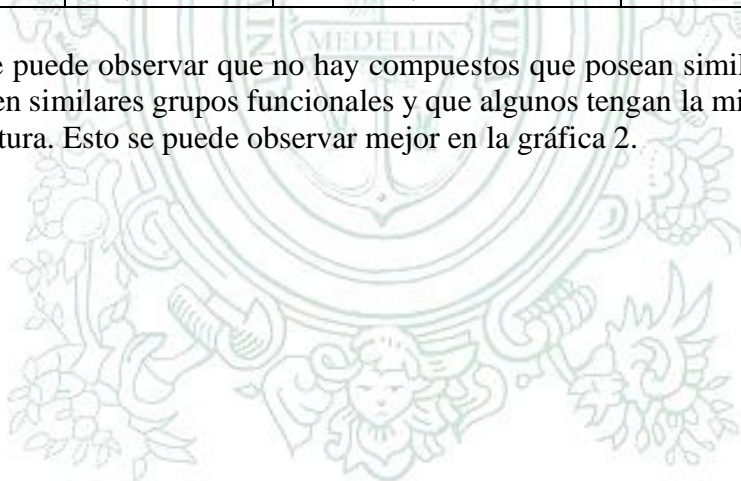 MEDELLIN
e puede observar que no hay compuestos que posean simil
en similares grupos funcionales y que algunos tengan la mi
tura. Esto se puede observar mejor en la gráfica 2.